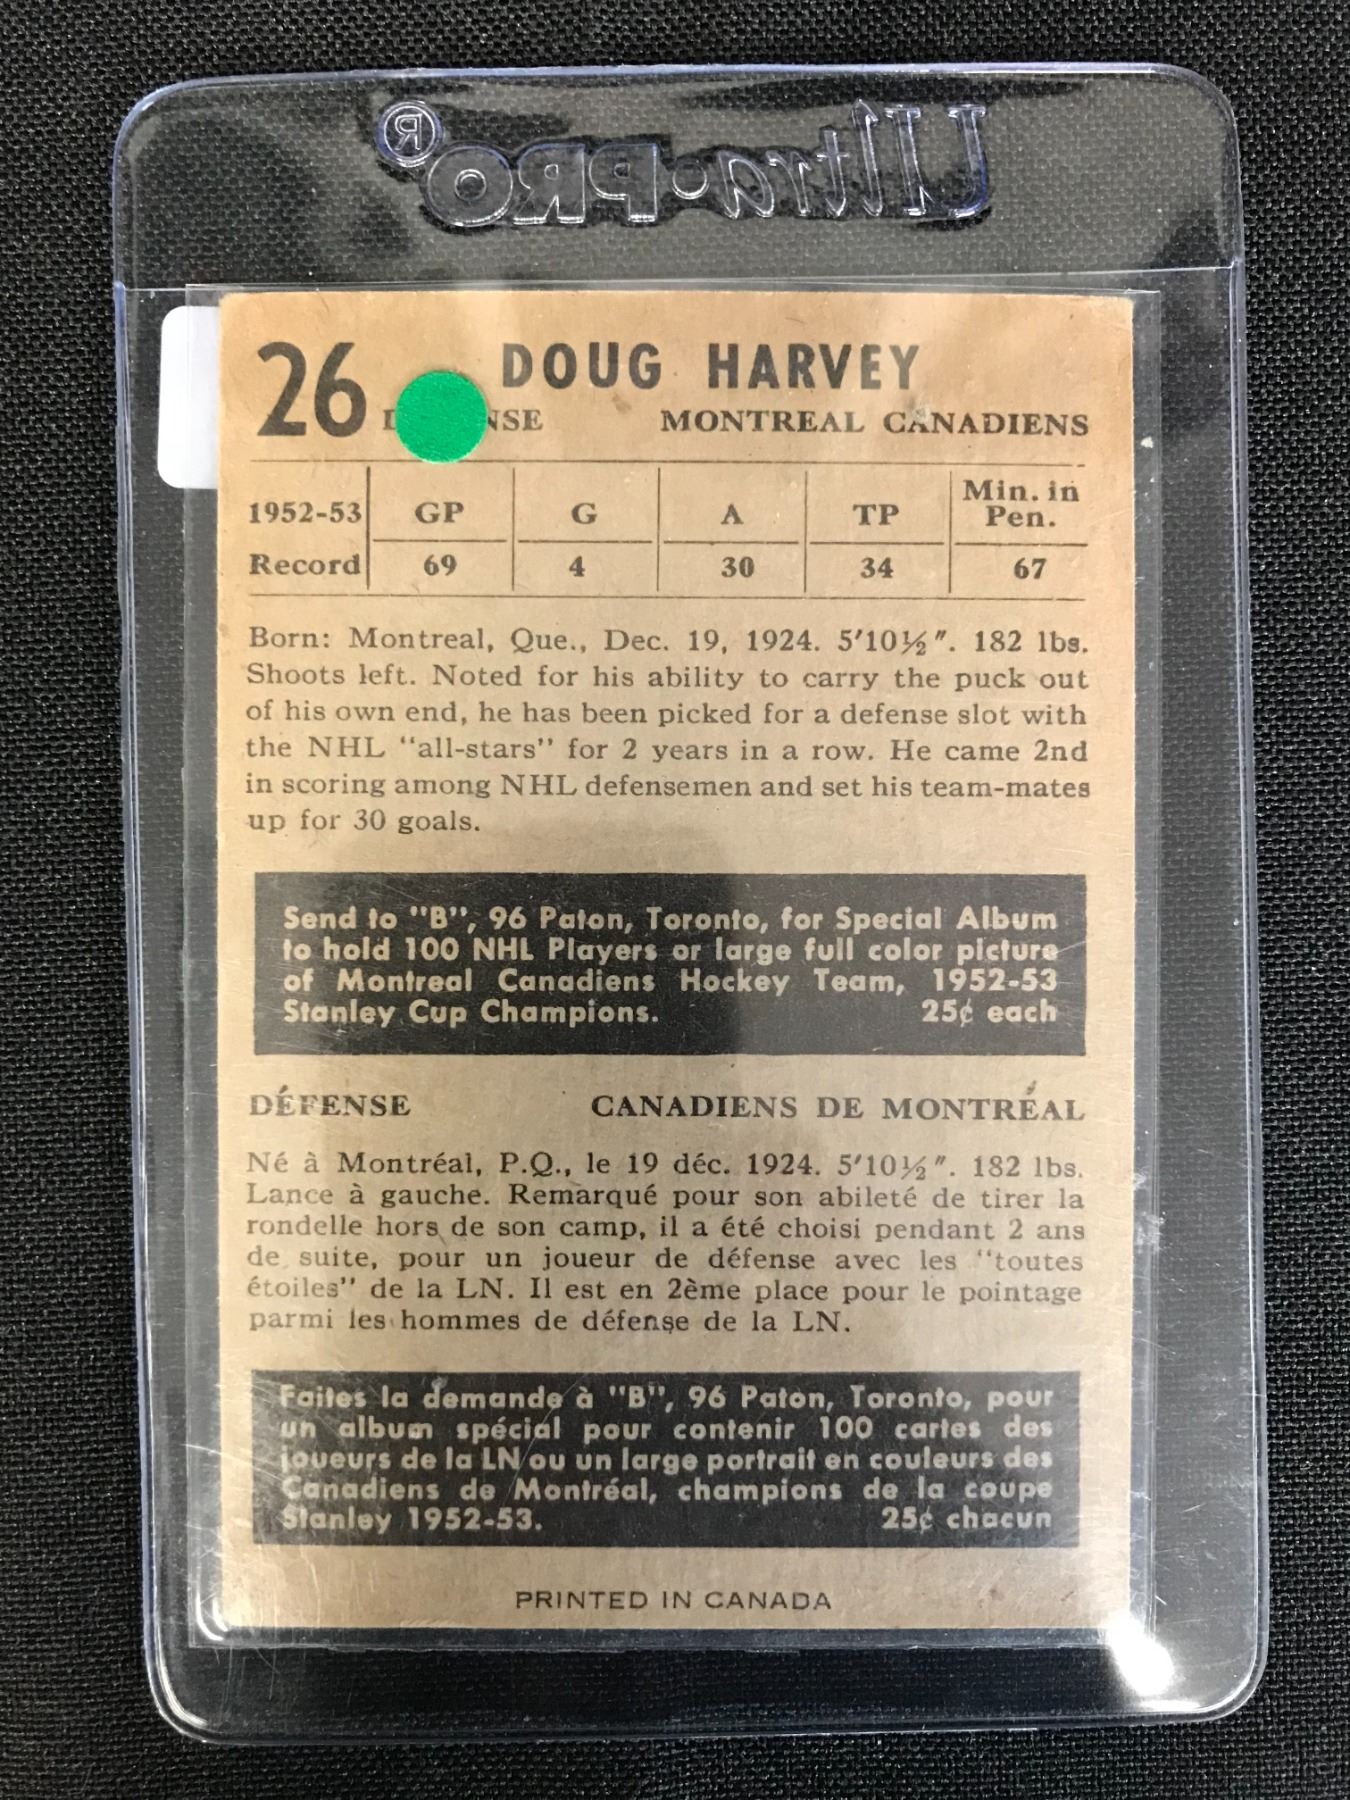 Ultra•PRO®
26 DOUG HARVEY
MONTREAL CANADIENS
1952-53 GP G A TP Min. in Pen.
Record 69 4 30 34 67
Born: Montreal, Que., Dec. 19, 1924. 5'10½". 182 lbs.
Shoots left. Noted for his ability to carry the puck out
of his own end, he has been picked for a defense slot with
the NHL "all-stars" for 2 years in a row. He came 2nd
in scoring among NHL defensemen and set his team-mates
up for 30 goals.
Send to "B", 96 Paton, Toronto, for Special Album
to hold 100 NHL Players or large full color picture
of Montreal Canadiens Hockey Team, 1952-53
Stanley Cup Champions. 25¢ each
DÉFENSE CANADIENS DE MONTRÉAL
Né à Montréal, P.Q., le 19 déc. 1924. 5'10½". 182 lbs.
Lance à gauche. Remarqué pour son abileté de tirer la
rondelle hors de son camp, il a été choisi pendant 2 ans
de suite, pour un joueur de défense avec les "toutes
étoiles" de la LN. Il est en 2ème place pour le pointage
parmi les hommes de défense de la LN.
Faites la demande à "B", 96 Paton, Toronto, pour
un album spécial pour contenir 100 cartes des
joueurs de la LN ou un large portrait en couleurs des
Canadiens de Montréal, champions de la coupe
Stanley 1952-53. 25¢ chacun
PRINTED IN CANADA